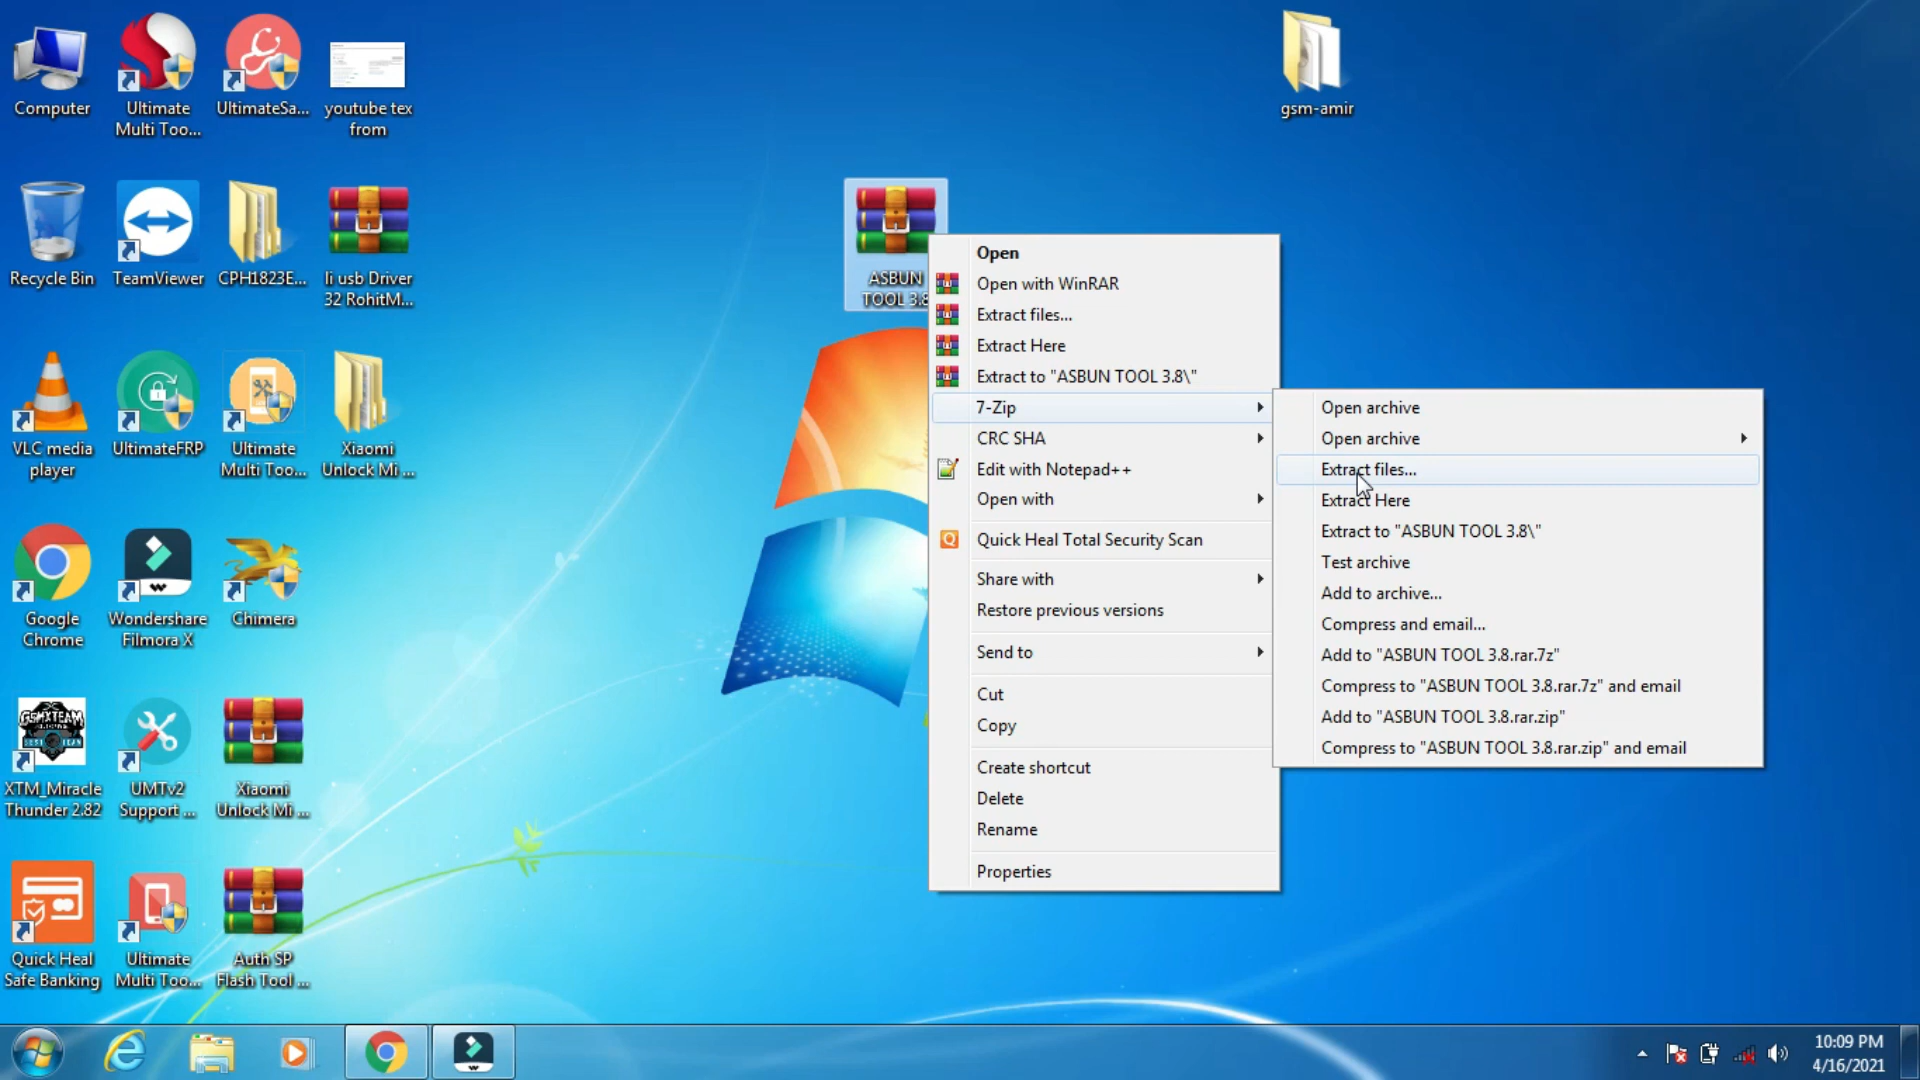 Computer
Ultimate
Multi Too...
UltimateSa...
youtube tex
from
gsm-amir
Recycle Bin
TeamViewer
CPH1823E...
li usb Driver
32 RohitM...
ASBUN
TOOL 3.8
VLC media
player
UltimateFRP
Ultimate
Multi Too...
Xiaomi
Unlock Mi ...
Google
Chrome
Wondershare
Filmora X
Chimera
XTM_Miracle
Thunder 2.82
UMTv2
Support ...
Xiaomi
Unlock Mi ...
Quick Heal
Safe Banking
Ultimate
Multi Too...
Auth SP
Flash Tool ...
Open
Open with WinRAR
Extract files...
Extract Here
Extract to "ASBUN TOOL 3.8\"
7-Zip
CRC SHA
Edit with Notepad++
Open with
Quick Heal Total Security Scan
Share with
Restore previous versions
Send to
Cut
Copy
Create shortcut
Delete
Rename
Properties
Open archive
Open archive
Extract files...
Extract Here
Extract to "ASBUN TOOL 3.8\"
Test archive
Add to archive...
Compress and email...
Add to "ASBUN TOOL 3.8.rar.7z"
Compress to "ASBUN TOOL 3.8.rar.7z" and email
Add to "ASBUN TOOL 3.8.rar.zip"
Compress to "ASBUN TOOL 3.8.rar.zip" and email
10:09 PM
4/16/2021